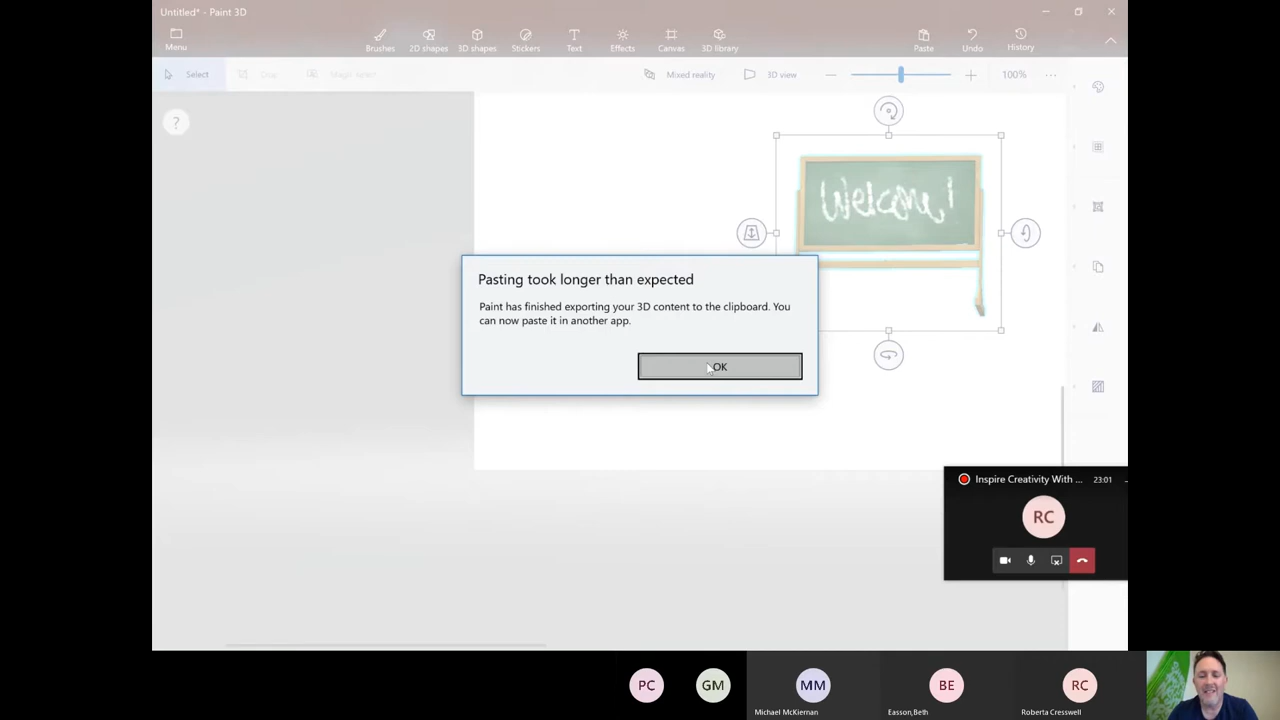 Untitled* - Paint 3D
Menu
Brushes
2D shapes
3D shapes
Stickers
Text
Effects
Canvas
3D library
Paste
Undo
History
Select
Crop
Magic select
Mixed reality
3D view
100%
?
Welcome!
Pasting took longer than expected
Paint has finished exporting your 3D content to the clipboard. You
can now paste it in another app.
OK
Inspire Creativity With ...
23:01
RC
PC
GM
MM
BE
RC
Michael McKiernan
Easson,Beth
Roberta Cresswell